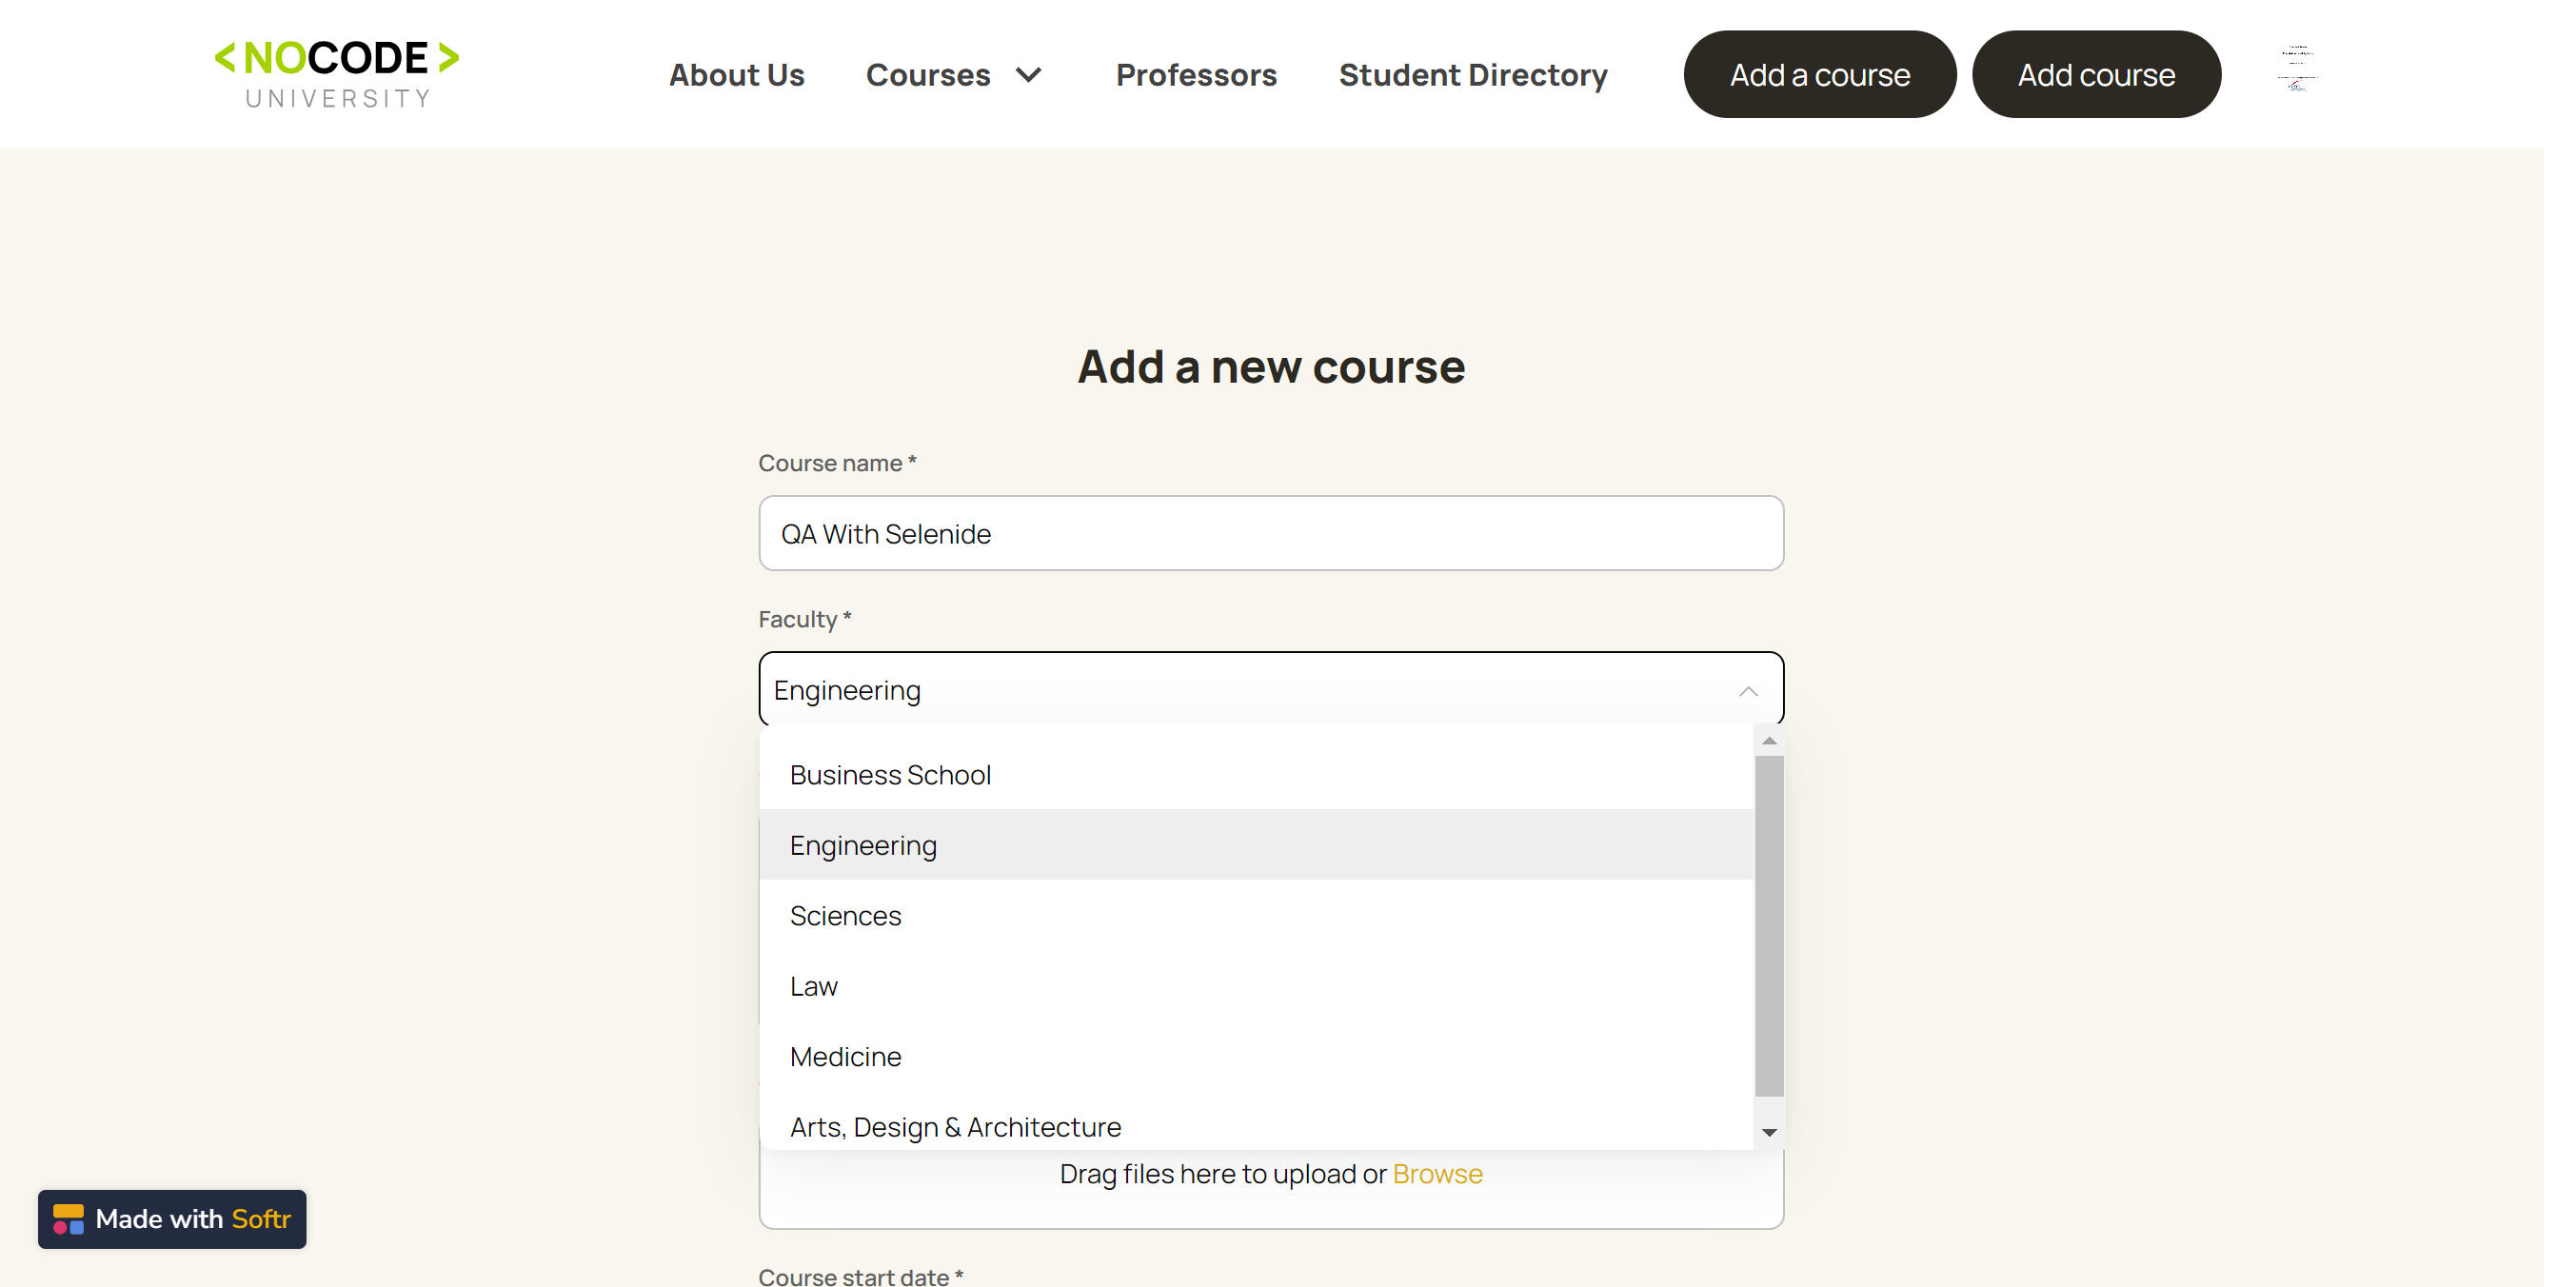 <NOCODE>
UNIVERSITY
About Us Courses Professors Student Directory Add a course Add course
Add a new course
Course name *
QA With Selenide
Faculty *
Engineering
Business School
Engineering
Sciences
Law
Medicine
Arts, Design & Architecture
Drag files here to upload or Browse
Made with Softr
Course start date *